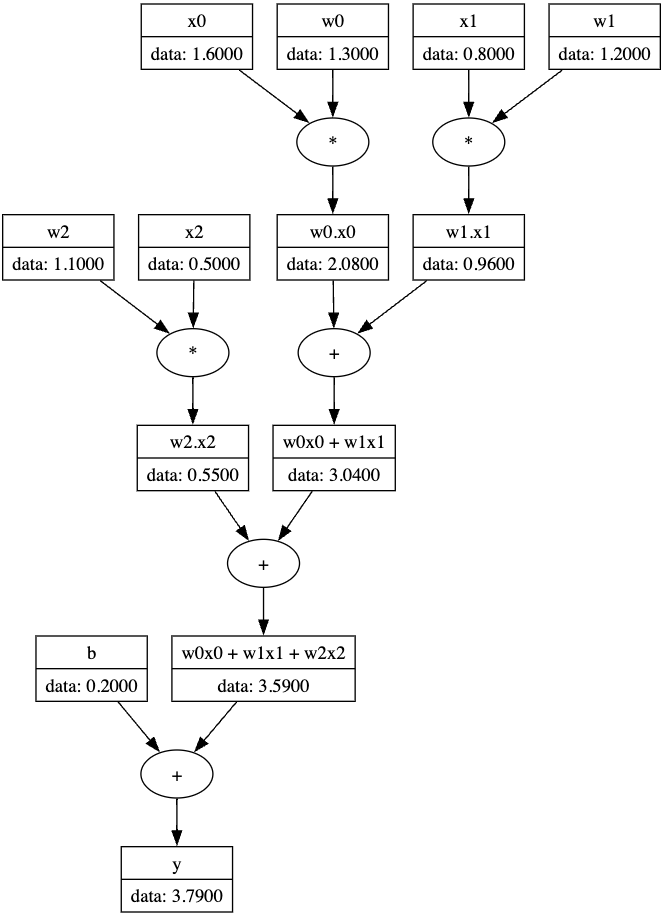 x0
data: 1.6000
w0
data: 1.3000
x1
data: 0.8000
w1
data: 1.2000
*
*
w2
data: 1.1000
x2
data: 0.5000
w0.x0
data: 2.0800
w1.x1
data: 0.9600
*
+
w2.x2
data: 0.5500
w0x0 + w1x1
data: 3.0400
+
b
data: 0.2000
w0x0 + w1x1 + w2x2
data: 3.5900
+
y
data: 3.7900